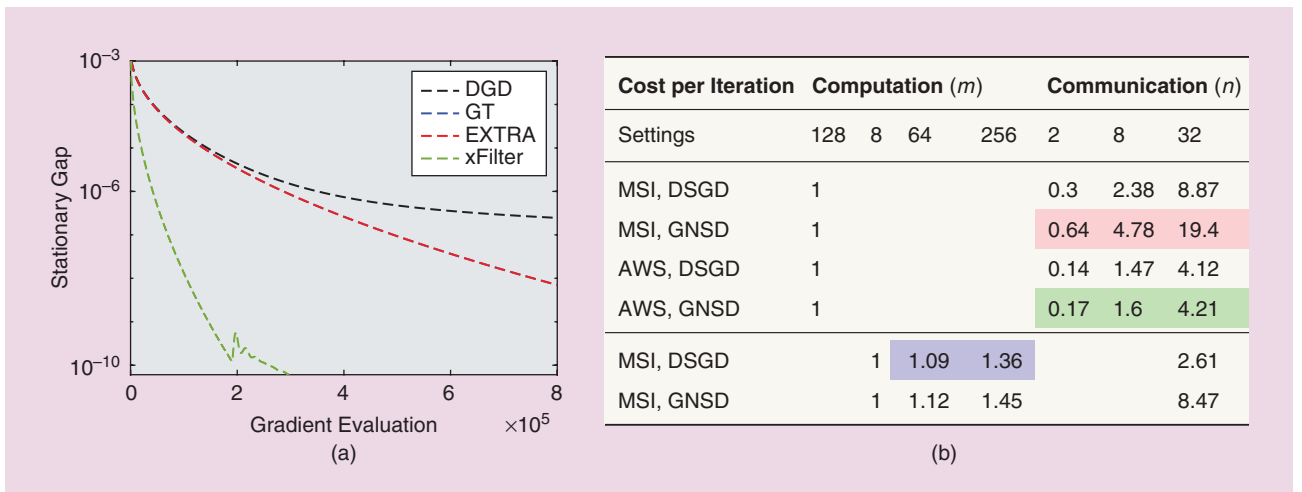 10⁻³
10⁻⁶
10⁻¹⁰
Stationary Gap
DGD
GT
EXTRA
xFilter
0 2 4 6 8
Gradient Evaluation ×10⁵
(a)
Cost per Iteration Computation (m) Communication (n)
Settings 128 8 64 256 2 8 32
MSI, DSGD 1 0.3 2.38 8.87
MSI, GNSD 1 0.64 4.78 19.4
AWS, DSGD 1 0.14 1.47 4.12
AWS, GNSD 1 0.17 1.6 4.21
MSI, DSGD 1 1.09 1.36 2.61
MSI, GNSD 1 1.12 1.45 8.47
(b)